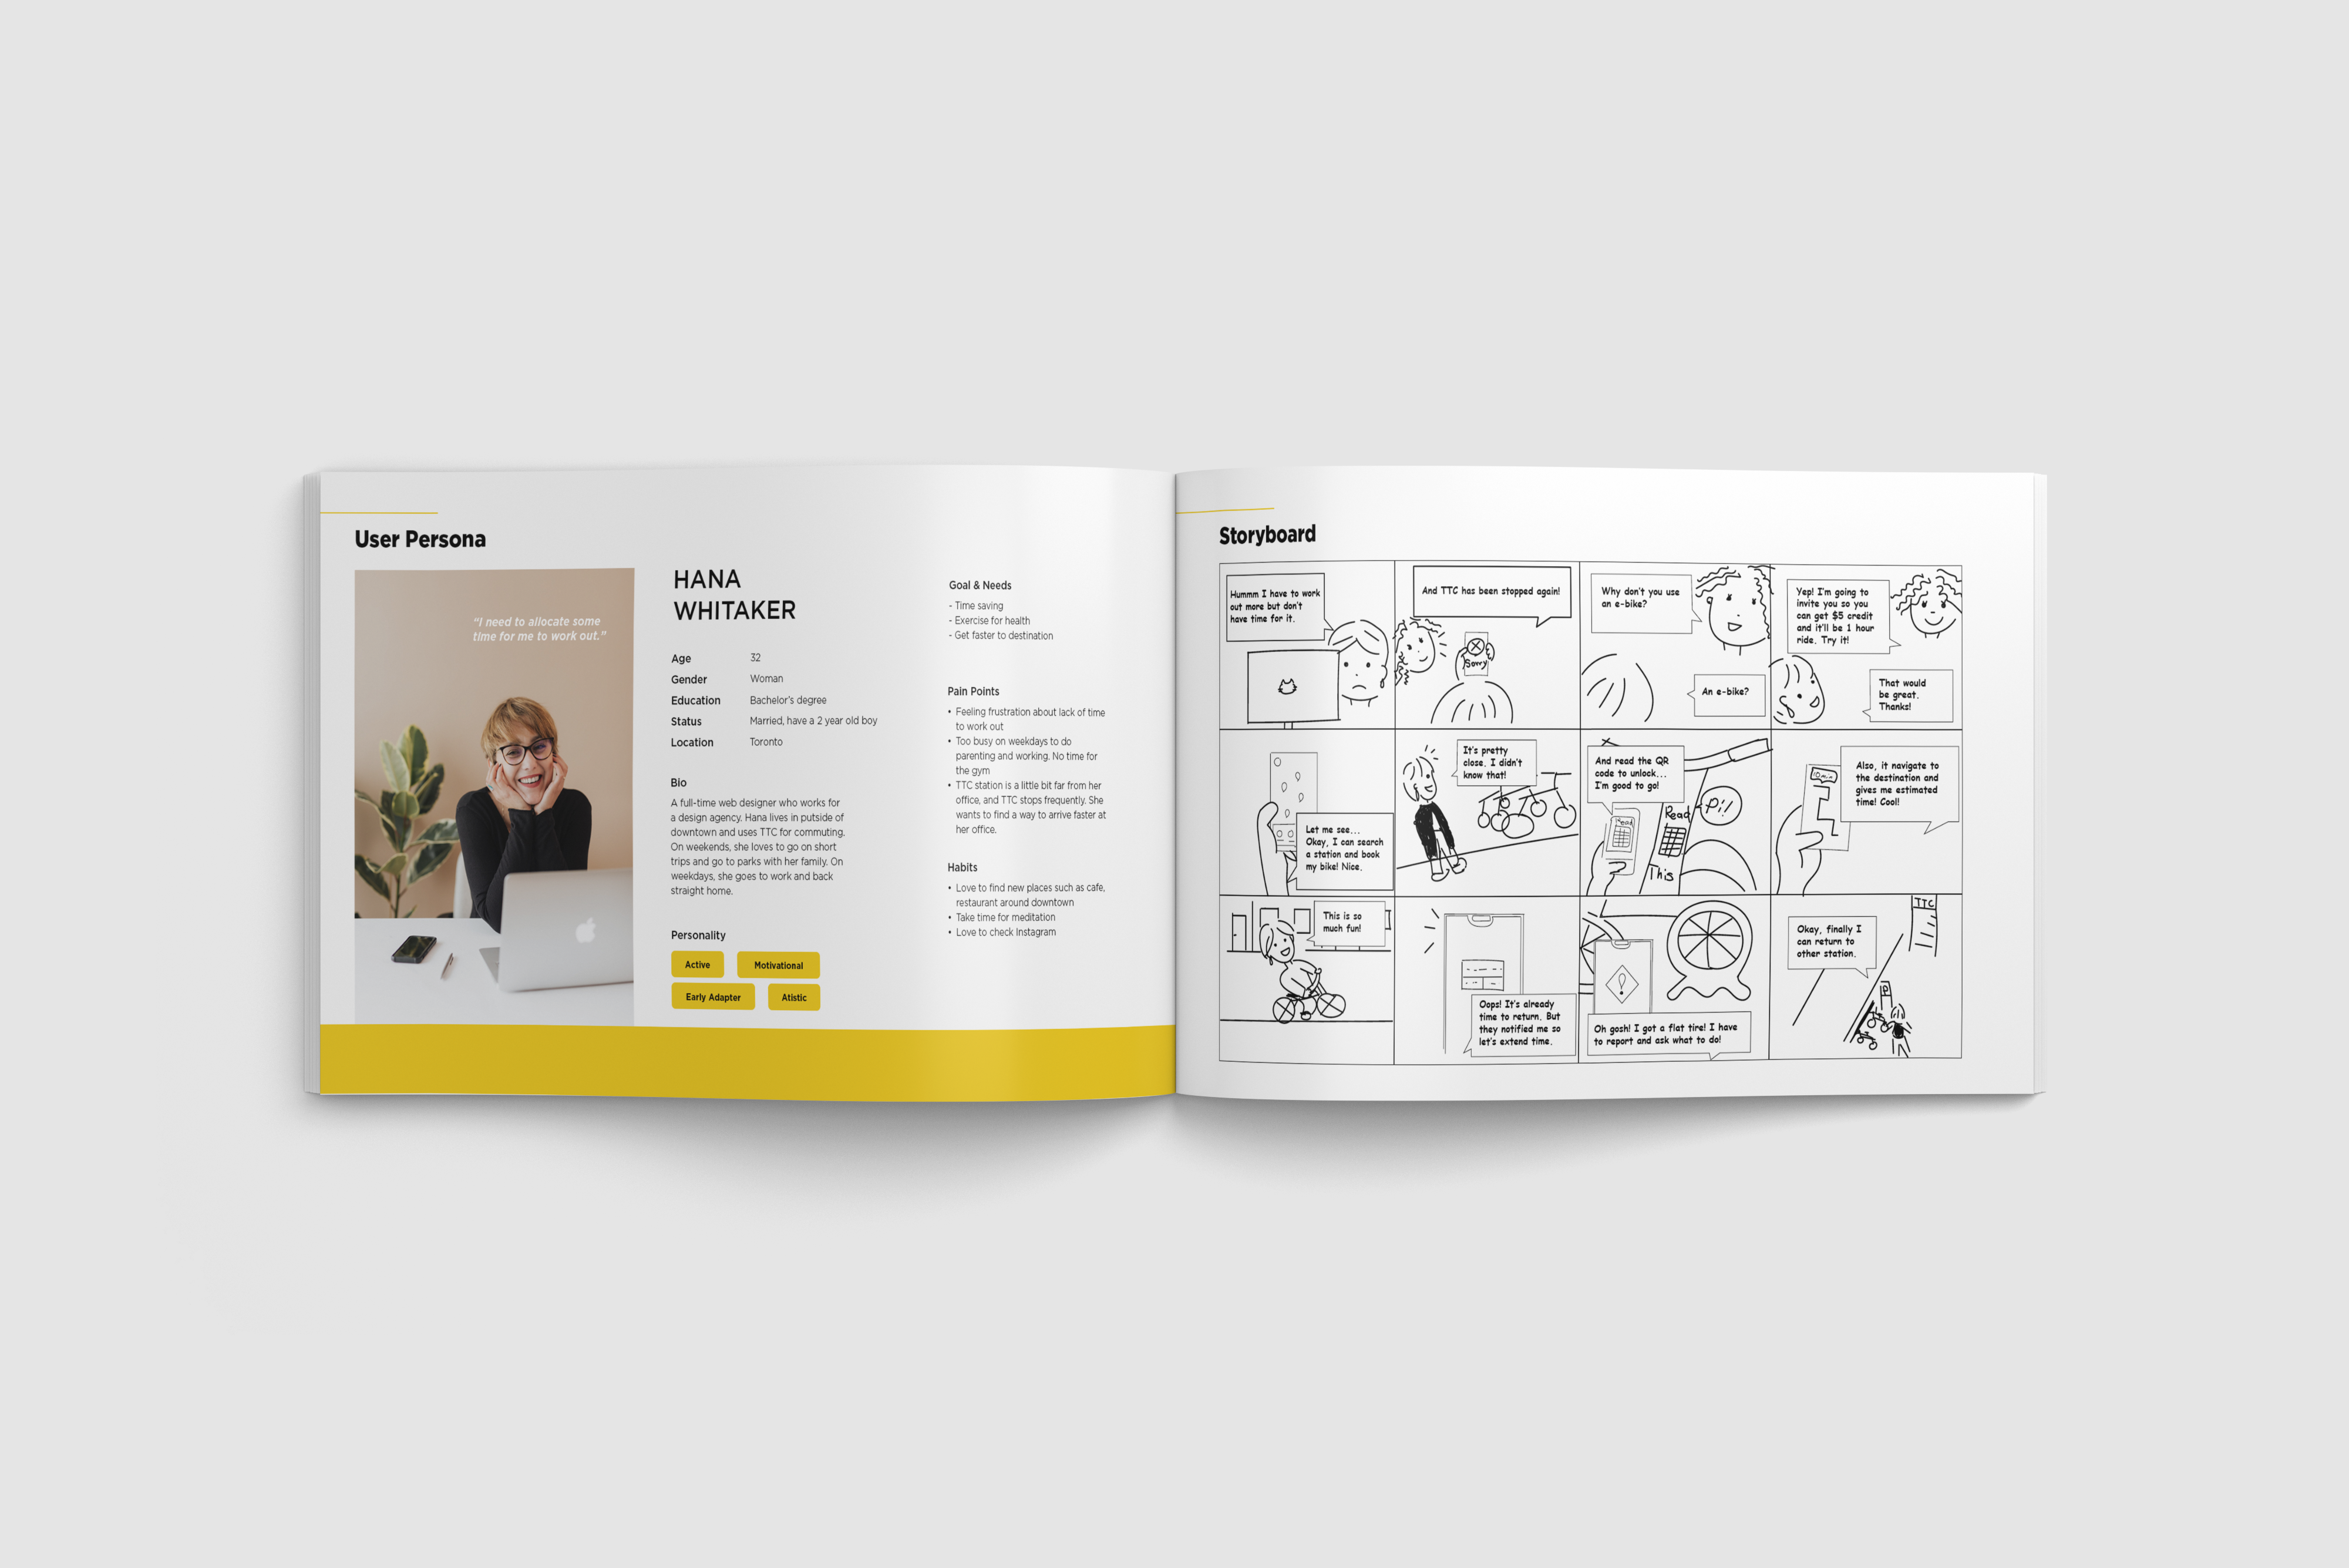 User Persona
"I need to allocate some
time for me to work out."
HANA
WHITAKER
Age 32
Gender Woman
Education Bachelor's degree
Status Married, have a 2 year old boy
Location Toronto
Bio
A full-time web designer who works for
a design agency. Hana lives in putside of
downtown and uses TTC for commuting.
On weekends, she loves to go on short
trips and go to parks with her family. On
weekdays, she goes to work and back
straight home.
Personality
Active Motivational
Early Adapter Atistic
Goal & Needs
- Time saving
- Exercise for health
- Get faster to destination
Pain Points
• Feeling frustration about lack of time
to work out
• Too busy on weekdays to do
parenting and working. No time for
the gym
• TTC station is a little bit far from her
office, and TTC stops frequently. She
wants to find a way to arrive faster at
her office.
Habits
• Love to find new places such as cafe,
restaurant around downtown
• Take time for meditation
• Love to check Instagram
Storyboard
Hummm I have to work
out more but don't
have time for it.
And TTC has been stopped again!
Sorry
Why don't you use
an e-bike?
An e-bike?
Yep! I'm going to
invite you so you
can get $5 credit
and it'll be 1 hour
ride. Try it!
That would
be great.
Thanks!
Let me see...
Okay, I can search
a station and book
my bike! Nice.
It's pretty
close. I didn't
know that!
And read the QR
code to unlock...
I'm good to go!
Read
Pi!
Read
This
Also, it navigate to
the destination and
gives me estimated
time! Cool!
10min
This is so
much fun!
Oops! It's already
time to return. But
they notified me so
let's extend time.
Oh gosh! I got a flat tire! I have
to report and ask what to do!
!
Okay, finally I
can return to
other station.
TTC
P